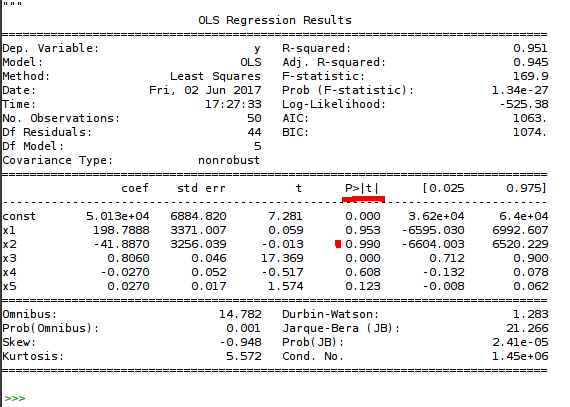 """
OLS Regression Results
==============================================================================
Dep. Variable: y R-squared: 0.951
Model: OLS Adj. R-squared: 0.945
Method: Least Squares F-statistic: 169.9
Date: Fri, 02 Jun 2017 Prob (F-statistic): 1.34e-27
Time: 17:27:33 Log-Likelihood: -525.38
No. Observations: 50 AIC: 1063.
Df Residuals: 44 BIC: 1074.
Df Model: 5
Covariance Type: nonrobust
==============================================================================
coef std err t P>|t| [0.025 0.975]
------------------------------------------------------------------------------
const 5.013e+04 6884.820 7.281 0.000 3.62e+04 6.4e+04
x1 198.7888 3371.007 0.059 0.953 -6595.030 6992.607
x2 -41.8870 3256.039 -0.013 0.990 -6604.003 6520.229
x3 0.8060 0.046 17.369 0.000 0.712 0.900
x4 -0.0270 0.052 -0.517 0.608 -0.132 0.078
x5 0.0270 0.017 1.574 0.123 -0.008 0.062
==============================================================================
Omnibus: 14.782 Durbin-Watson: 1.283
Prob(Omnibus): 0.001 Jarque-Bera (JB): 21.266
Skew: -0.948 Prob(JB): 2.41e-05
Kurtosis: 5.572 Cond. No. 1.45e+06
==============================================================================
>>>